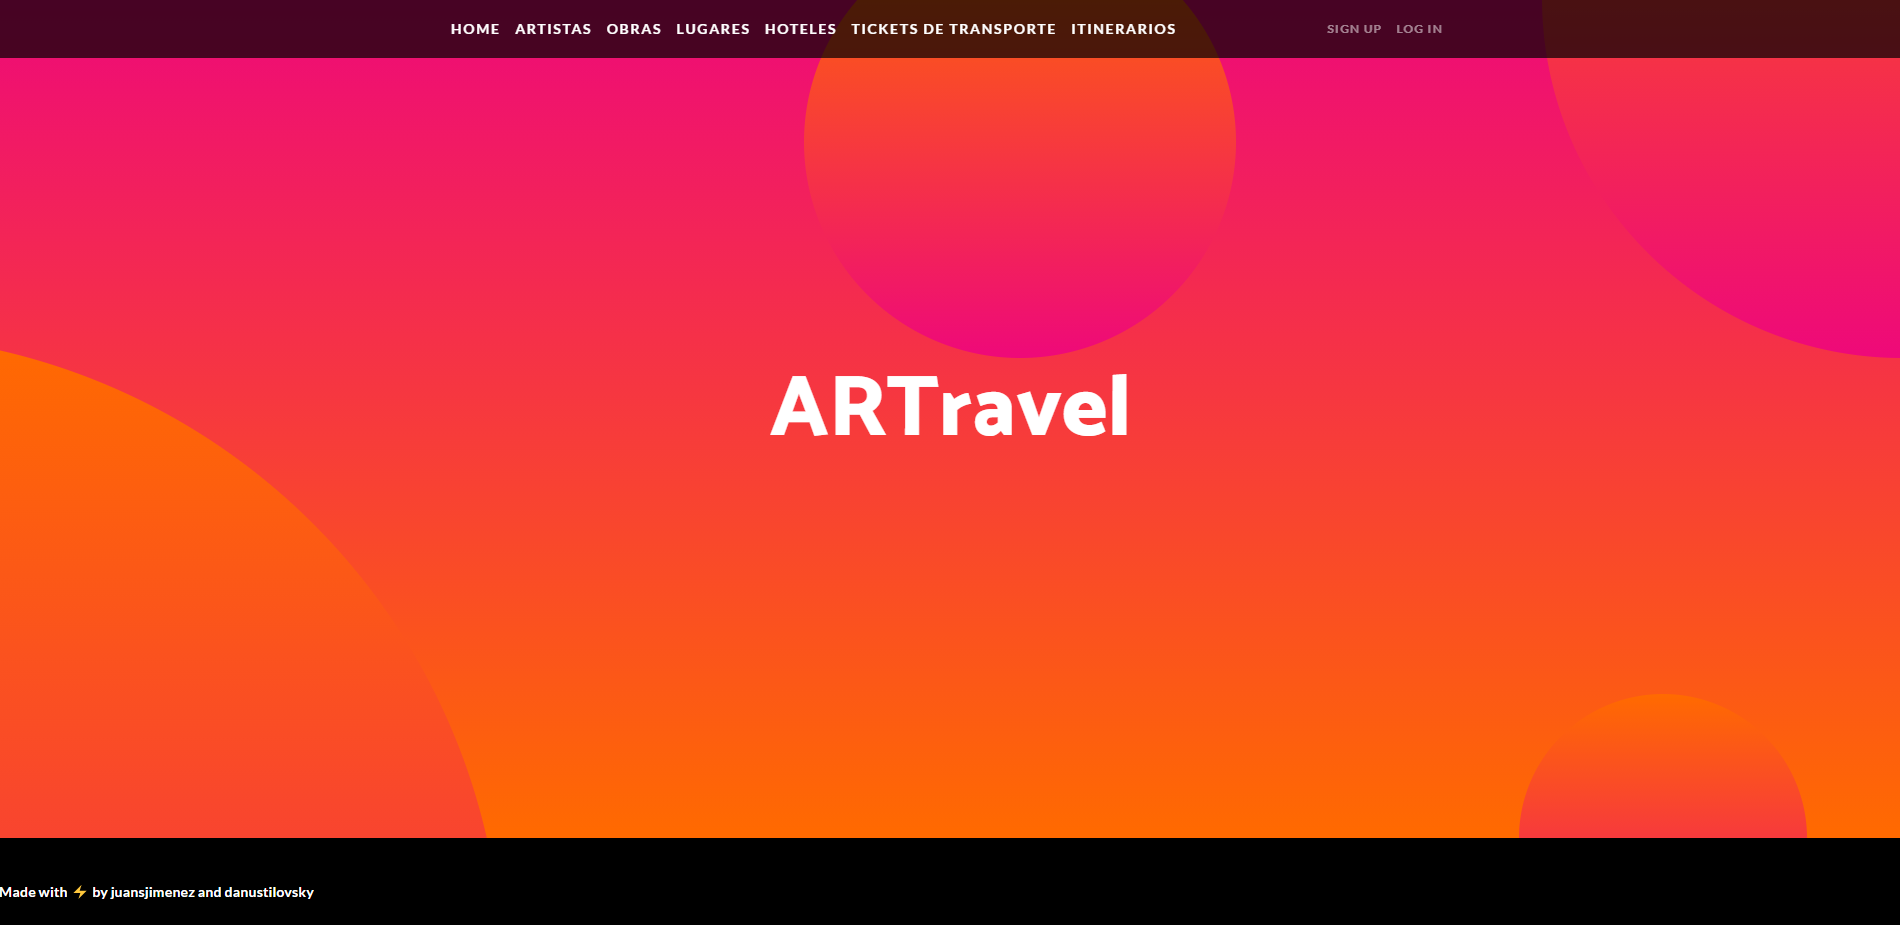 HOME ARTISTAS OBRAS LUGARES HOTELES TICKETS DE TRANSPORTE ITINERARIOS SIGN UP LOG IN
ARTravel
Made with ⚡ by juansjimenez and danustilovsky